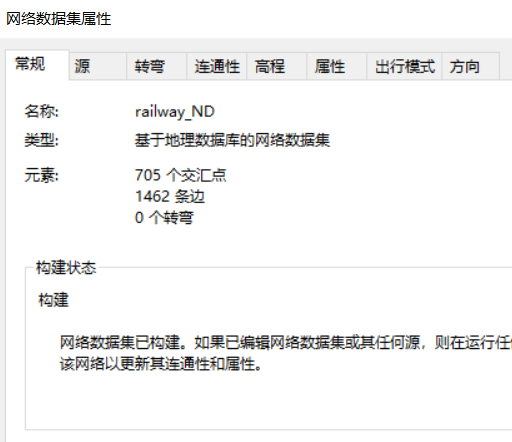 网络数据集属性
常规 源 转弯 连通性 高程 属性 出行模式 方向
名称: railway_ND
类型: 基于地理数据库的网络数据集
元素: 705 个交汇点
1462 条边
0 个转弯
构建状态
构建
网络数据集已构建。如果已编辑网络数据集或其任何源，则在运行任
该网络以更新其连通性和属性。